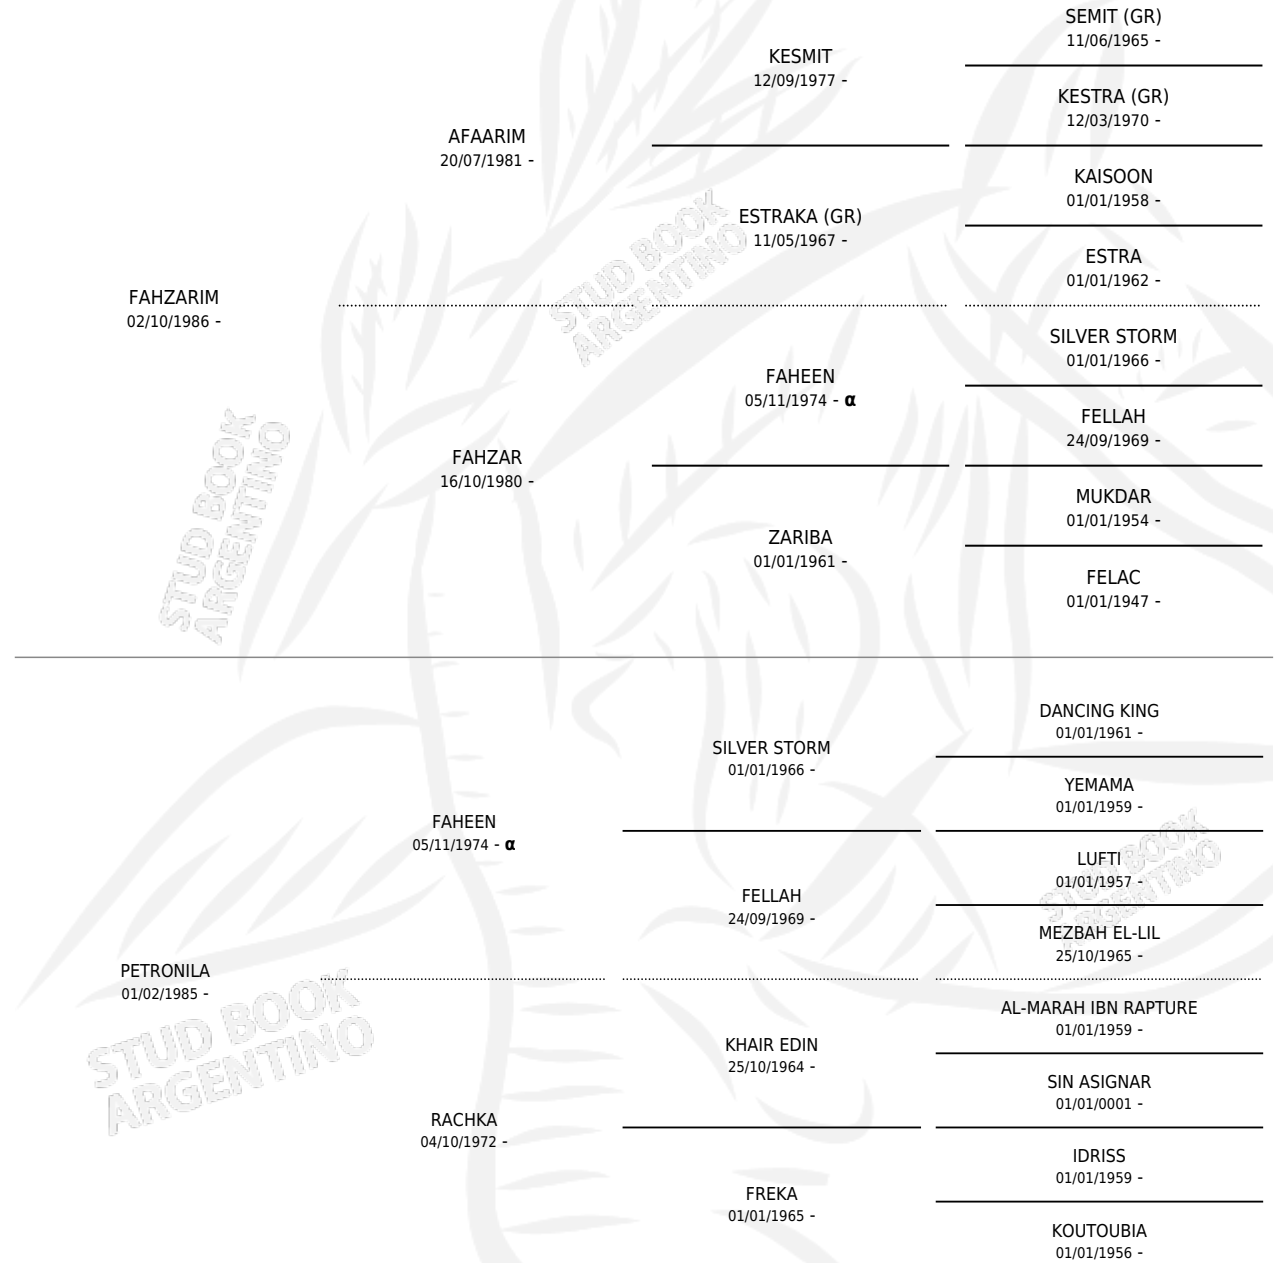 SEMIT (GR)
11/06/1965 -
KESMIT
12/09/1977 -
KESTRA (GR)
12/03/1970 -
AFAARIM
20/07/1981 -
KAISOON
01/01/1958 -
ESTRAKA (GR)
11/05/1967 -
ESTRA
01/01/1962 -
FAHZARIM
02/10/1986 -
SILVER STORM
01/01/1966 -
FAHEEN
05/11/1974 - α
FELLAH
24/09/1969 -
FAHZAR
16/10/1980 -
MUKDAR
01/01/1954 -
ZARIBA
01/01/1961 -
FELAC
01/01/1947 -
STUD BOOK
ARGENTINO
STUD BOOK
ARGENTINO
DANCING KING
01/01/1961 -
SILVER STORM
01/01/1966 -
YEMAMA
01/01/1959 -
FAHEEN
05/11/1974 - α
LUFTI
01/01/1957 -
FELLAH
24/09/1969 -
MEZBAH EL-LIL
25/10/1965 -
PETRONILA
01/02/1985 -
AL-MARAH IBN RAPTURE
01/01/1959 -
KHAIR EDIN
25/10/1964 -
SIN ASIGNAR
01/01/0001 -
RACHKA
04/10/1972 -
IDRISS
01/01/1959 -
FREKA
01/01/1965 -
KOUTOUBIA
01/01/1956 -
STUD BOOK
ARGENTINO
STUD BOOK
ARGENTINO